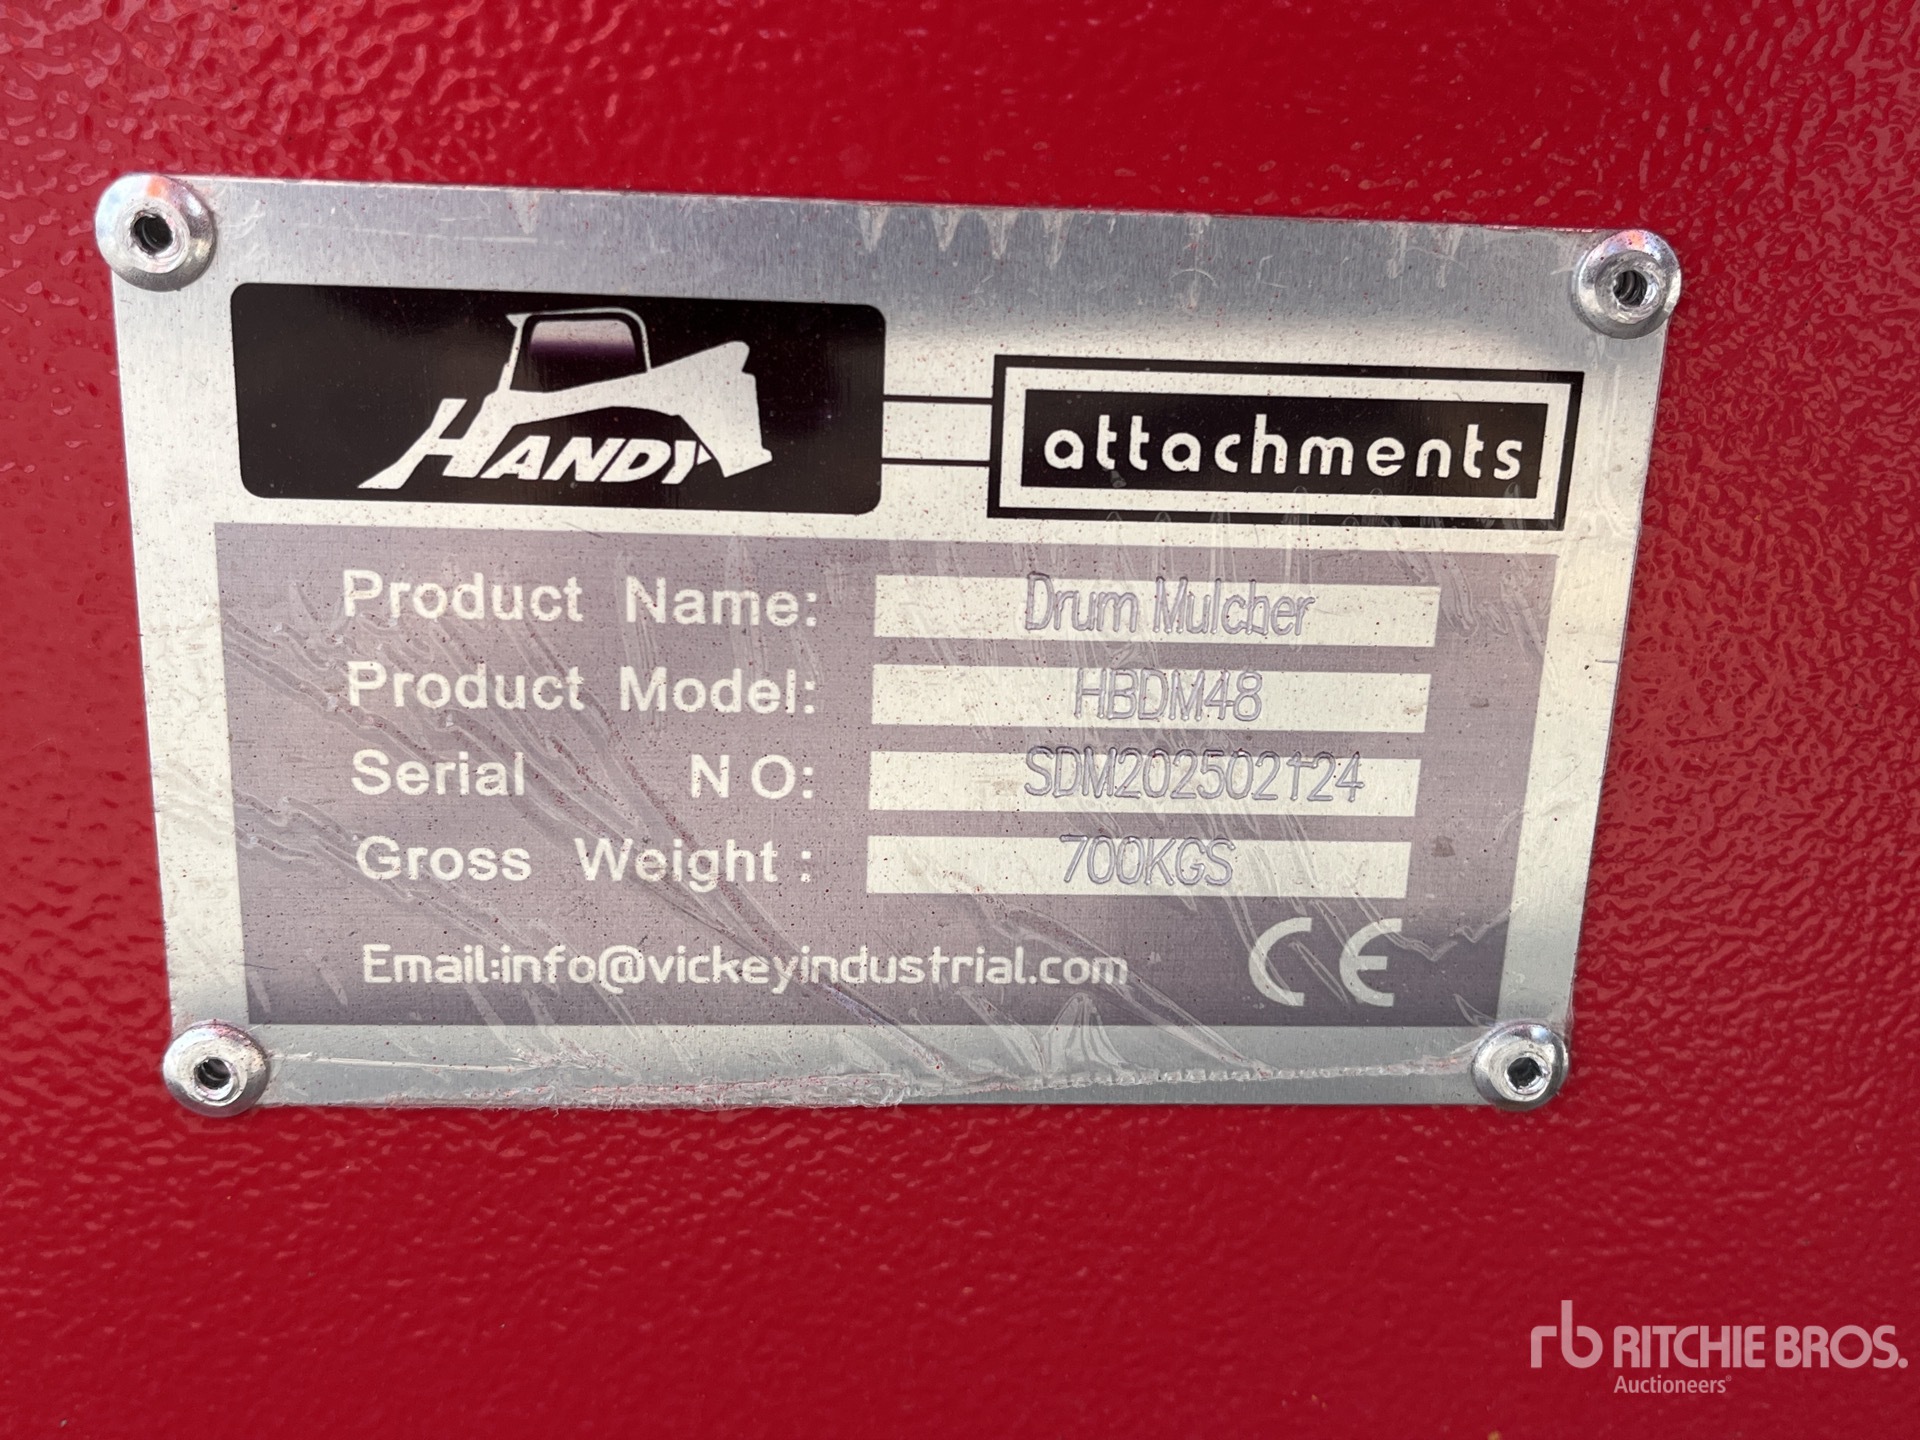 HANDY
attachments
Product Name: Drum Mulcher
Product Model: HBDM48
Serial NO: SDM202502124
Gross Weight: 700KGS
Email:info@vickeyindustrial.com CE
rb RITCHIE BROS.
Auctioneers